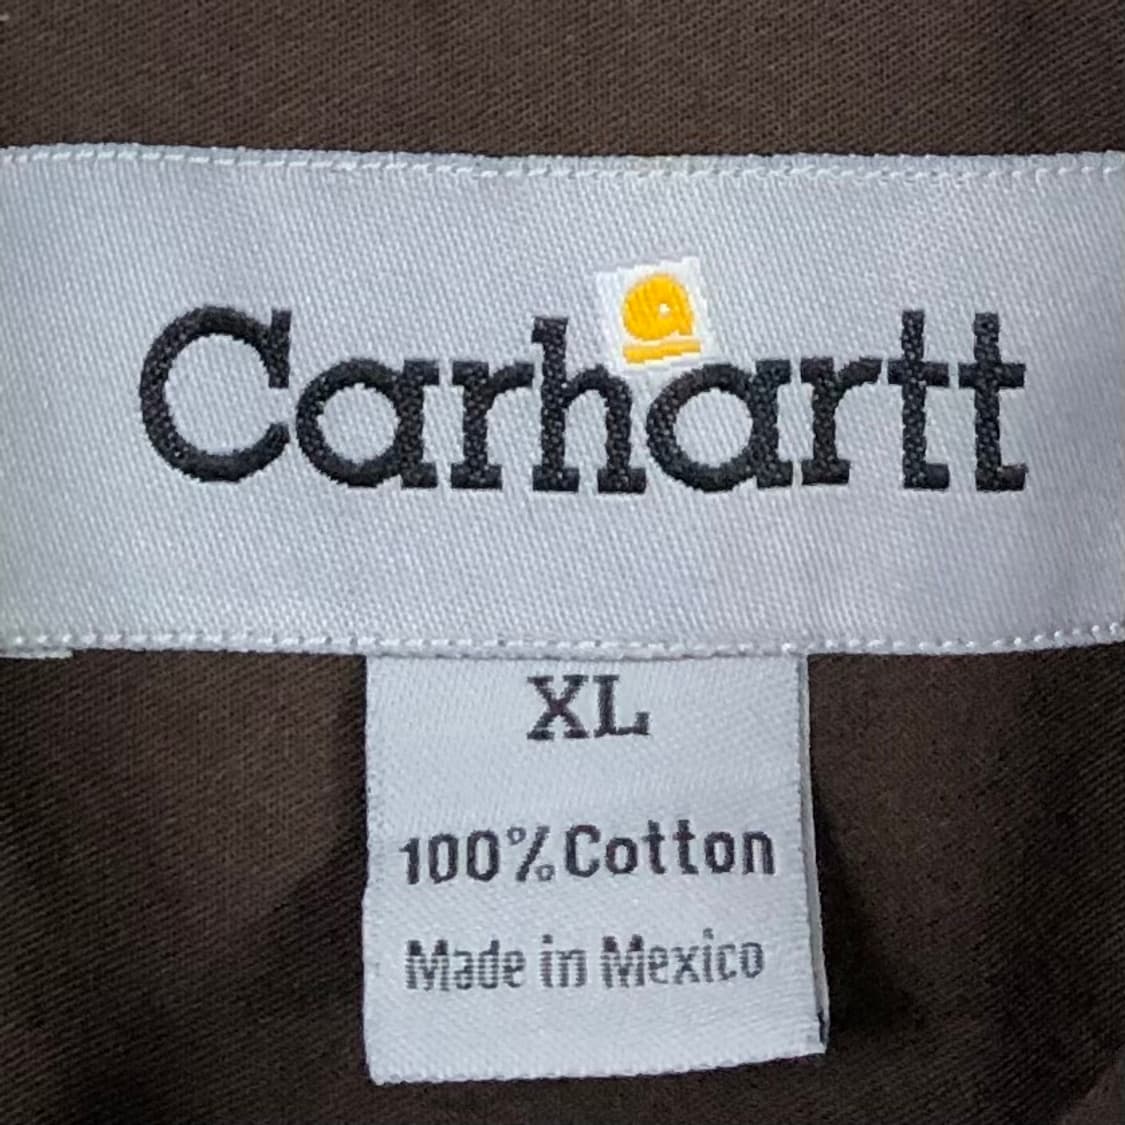 Carhartt
XL
100% Cotton
Made in Mexico